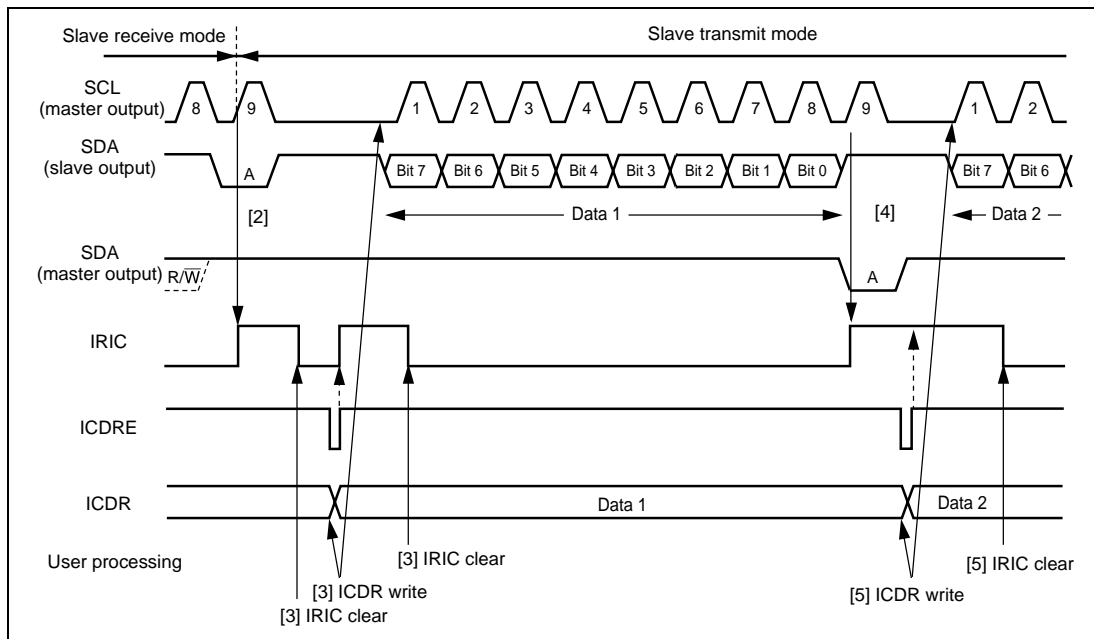 Slave receive mode
Slave transmit mode
SCL
(master output)
8
9
1
2
3
4
5
6
7
8
9
1
2
SDA
(slave output)
A
Bit 7
Bit 6
Bit 5
Bit 4
Bit 3
Bit 2
Bit 1
Bit 0
Bit 7
Bit 6
[2]
Data 1
[4]
Data 2
SDA
(master output)
R/W̅
A
IRIC
ICDRE
ICDR
Data 1
Data 2
User processing
[3] IRIC clear
[3] ICDR write
[3] IRIC clear
[5] IRIC clear
[5] ICDR write